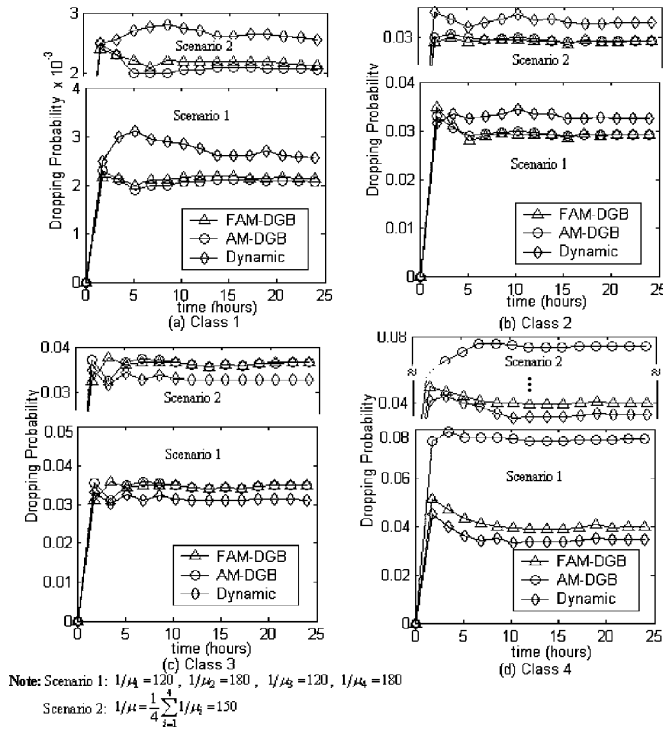 3
Scenario 2
2
Dropping Probability × 10⁻³
4
Scenario 1
3
2
2
0
FAM-DGB
AM-DGB
Dynamic
0 5 10 15 20 25
time (hours)
(a) Class 1
0.03
Scenario 2
Dropping Probability
0.04
0.03
Scenario 1
0.02
0.01
0
FAM-DGB
AM-DGB
Dynamic
0 5 10 15 20 25
time (hours)
(b) Class 2
0.04
0.03
Scenario 2
Dropping Probability
0.05
Scenario 1
0.04
0.03
0.02
0.01
0.00
FAM-DGB
AM-DGB
Dynamic
0 5 10 15 20 25
time (hours)
(c) Class 3
0.08
Scenario 2
0.04
Dropping Probability
0.08
Scenario 1
0.06
0.04
0.02
0.00
FAM-DGB
AM-DGB
Dynamic
0 5 10 15 20 25
time (hours)
(d) Class 4
Note: Scenario 1: 1/μ₁ = 120 , 1/μ₂ = 180 , 1/μ₃ = 120 , 1/μ₄ = 180
Scenario 2: 1/μ = 1/4 ∑⁴ᵢ₌₁ 1/μᵢ = 150